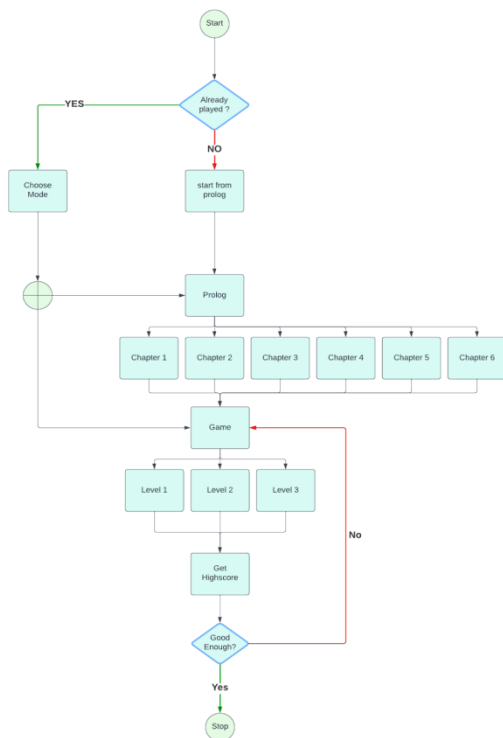 Start
Already
played ?
YES
NO
Choose
Mode
start from
prolog
Prolog
Chapter 1
Chapter 2
Chapter 3
Chapter 4
Chapter 5
Chapter 6
Game
Level 1
Level 2
Level 3
No
Get
Highscore
Good
Enough?
Yes
Stop